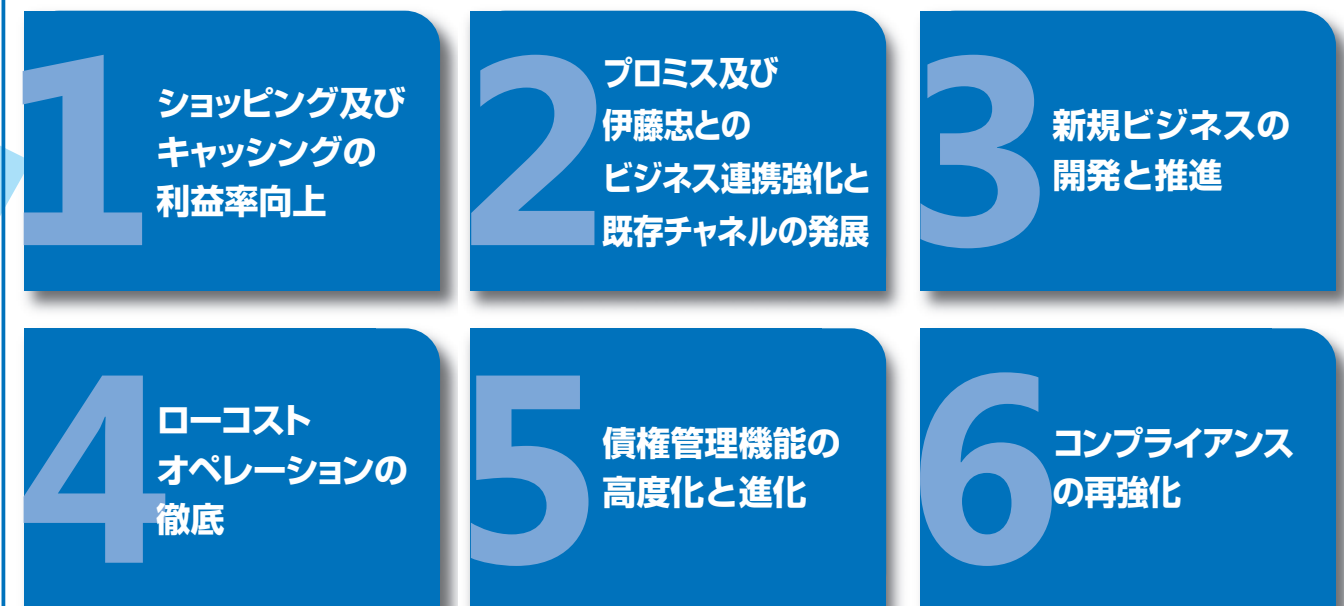 1
ショッピング及び
キャッシングの
利益率向上
2
プロミス及び
伊藤忠との
ビジネス連携強化と
既存チャネルの発展
3
新規ビジネスの
開発と推進
4
ローコスト
オペレーションの
徹底
5
債権管理機能の
高度化と進化
6
コンプライアンス
の再強化